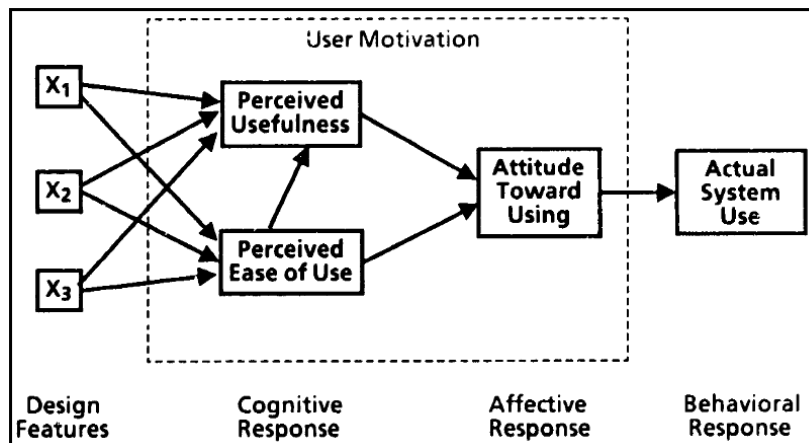 User Motivation
X1
Perceived
Usefulness
X2
Attitude
Toward
Using
Actual
System
Use
X3
Perceived
Ease of Use
Design
Features
Cognitive
Response
Affective
Response
Behavioral
Response